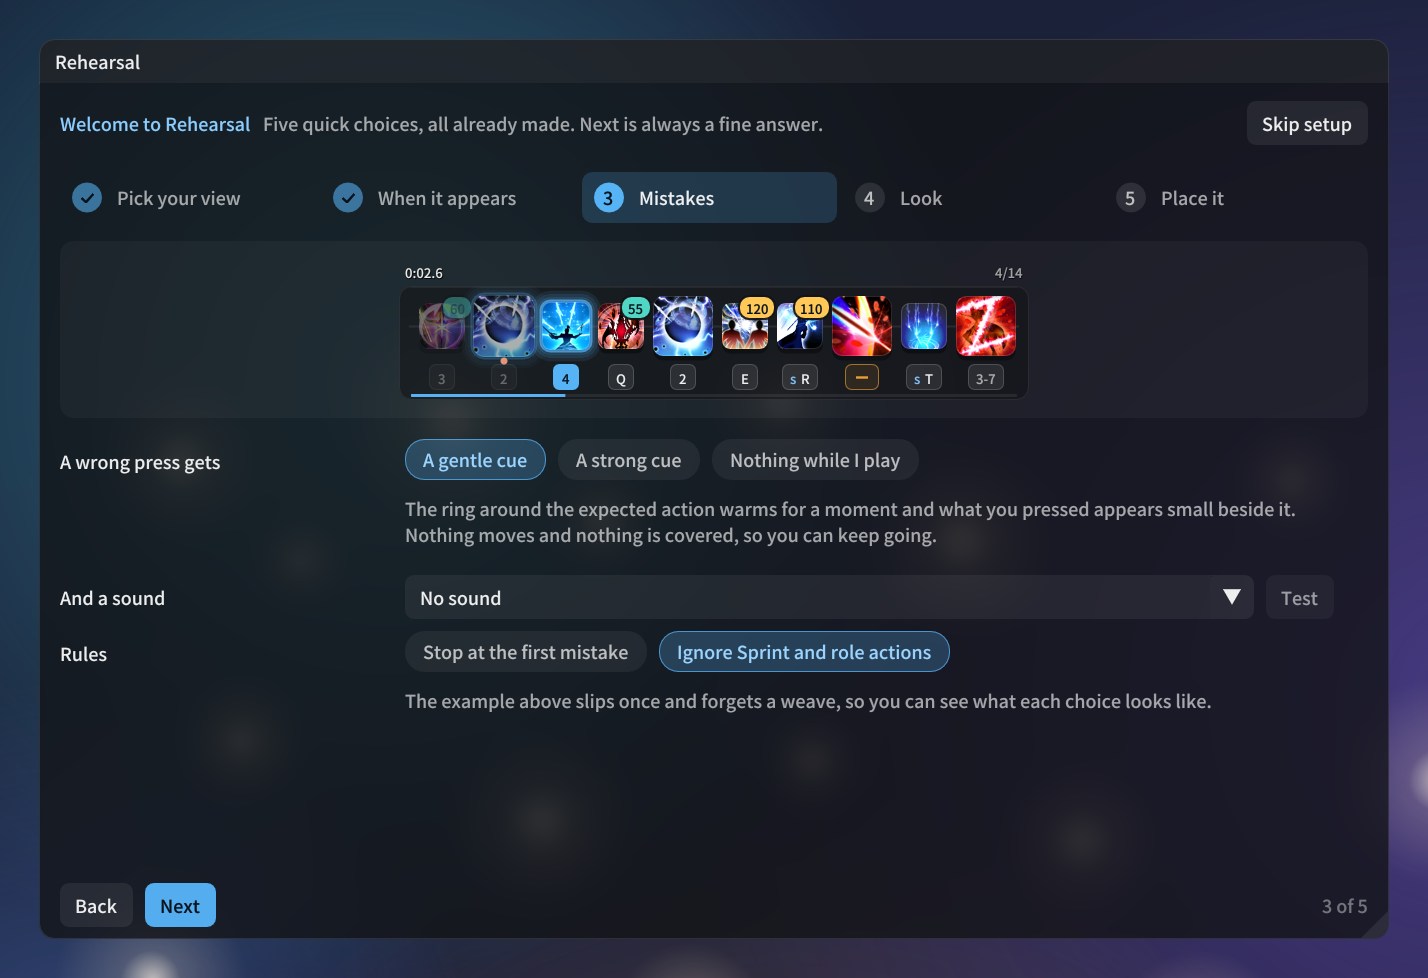 Rehearsal
Welcome to Rehearsal Five quick choices, all already made. Next is always a fine answer.
Skip setup
Pick your view
When it appears
3 Mistakes
4 Look
5 Place it
0:02.6
4/14
60 55 120 110
3 2 4 Q 2 E s R – s T 3-7
A wrong press gets
A gentle cue
A strong cue
Nothing while I play
The ring around the expected action warms for a moment and what you pressed appears small beside it.
Nothing moves and nothing is covered, so you can keep going.
And a sound
No sound
Test
Rules
Stop at the first mistake
Ignore Sprint and role actions
The example above slips once and forgets a weave, so you can see what each choice looks like.
Back
Next
3 of 5